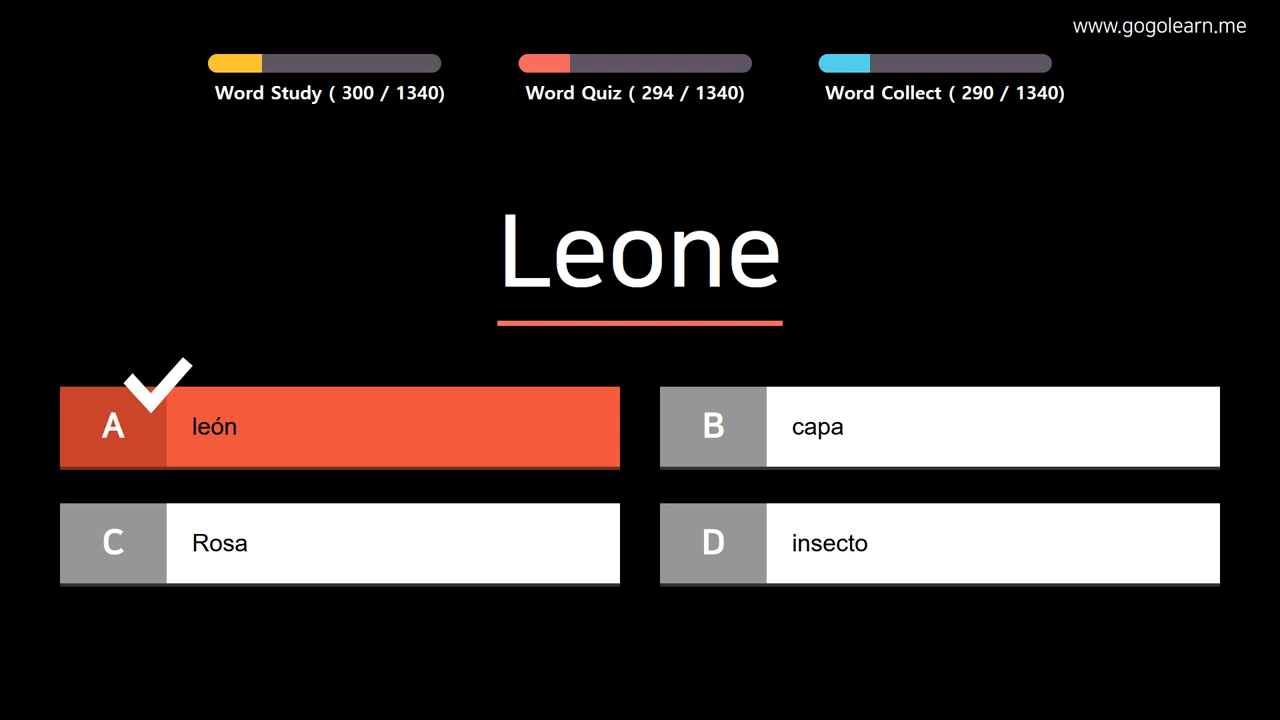 www.gogolearn.me
Word Study ( 300 / 1340)
Word Quiz ( 294 / 1340)
Word Collect ( 290 / 1340)
Leone
A león
B capa
C Rosa
D insecto